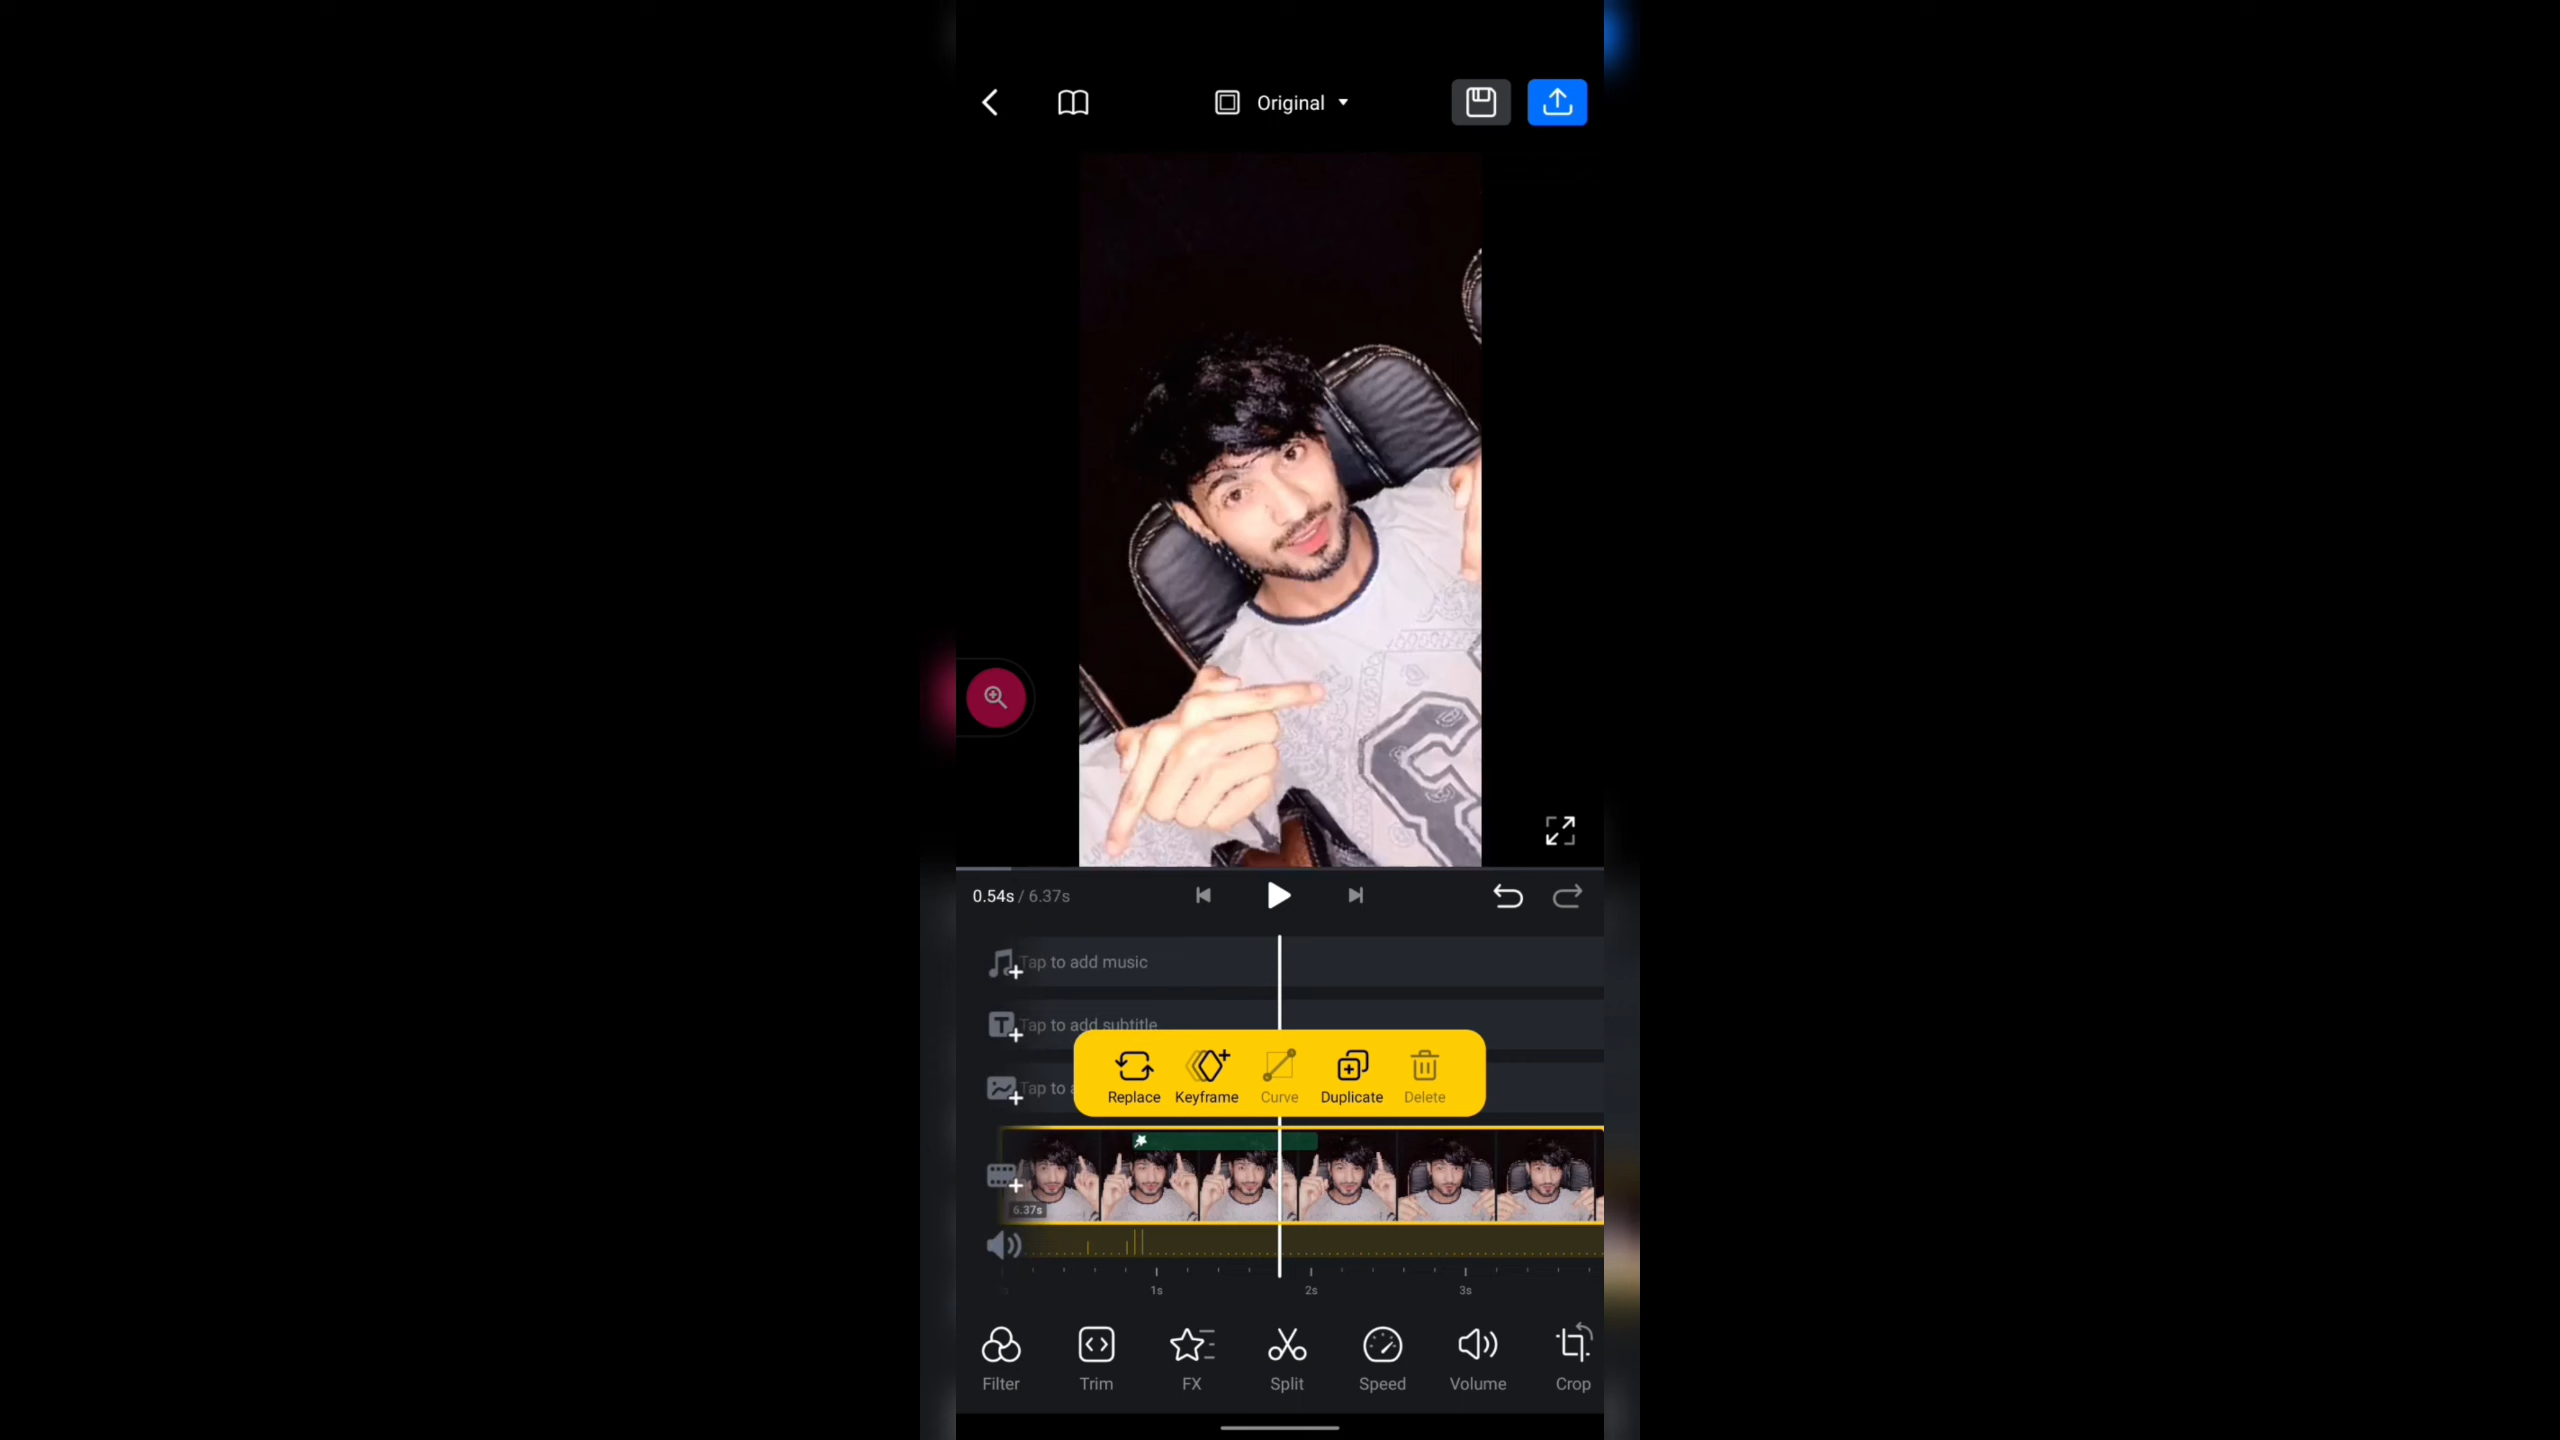 Original
0.54s / 6.37s
Tap to add music
Tap to add subtitle
Tap to
Replace Keyframe Curve Duplicate Delete
6.37s
1s 2s 3s
Filter Trim FX Split Speed Volume Crop